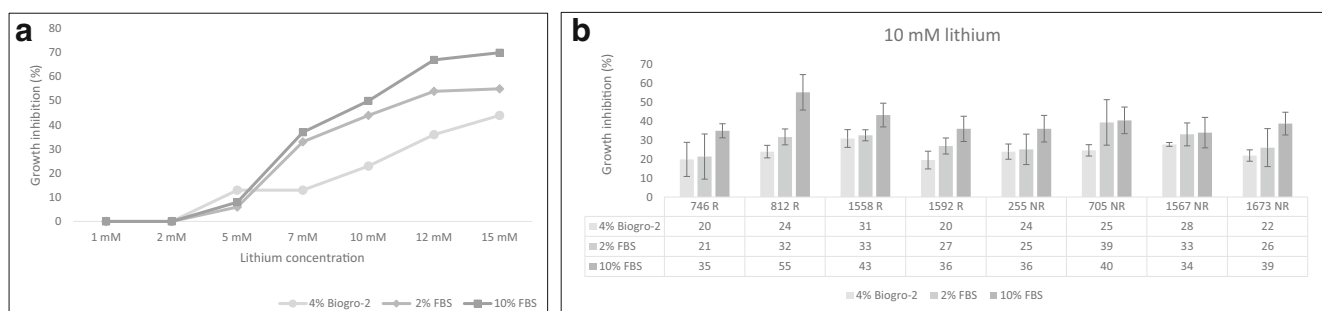 a
80
70
60
50
40
30
20
10
0
Growth inhibition (%)
1 mM 2 mM 5 mM 7 mM 10 mM 12 mM 15 mM
Lithium concentration
4% Biogro-2 2% FBS 10% FBS
b
10 mM lithium
70
60
50
40
30
20
10
0
Growth inhibition (%)
746 R 812 R 1558 R 1592 R 255 NR 705 NR 1567 NR 1673 NR
4% Biogro-2 20 24 31 20 24 25 28 22
2% FBS 21 32 33 27 25 39 33 26
10% FBS 35 55 43 36 36 40 34 39
4% Biogro-2 2% FBS 10% FBS